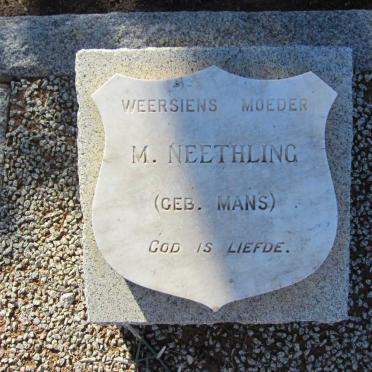 WEERSIENS MOEDER
M. NEETHLING
(GEB. MANS)
GOD IS LIEFDE.